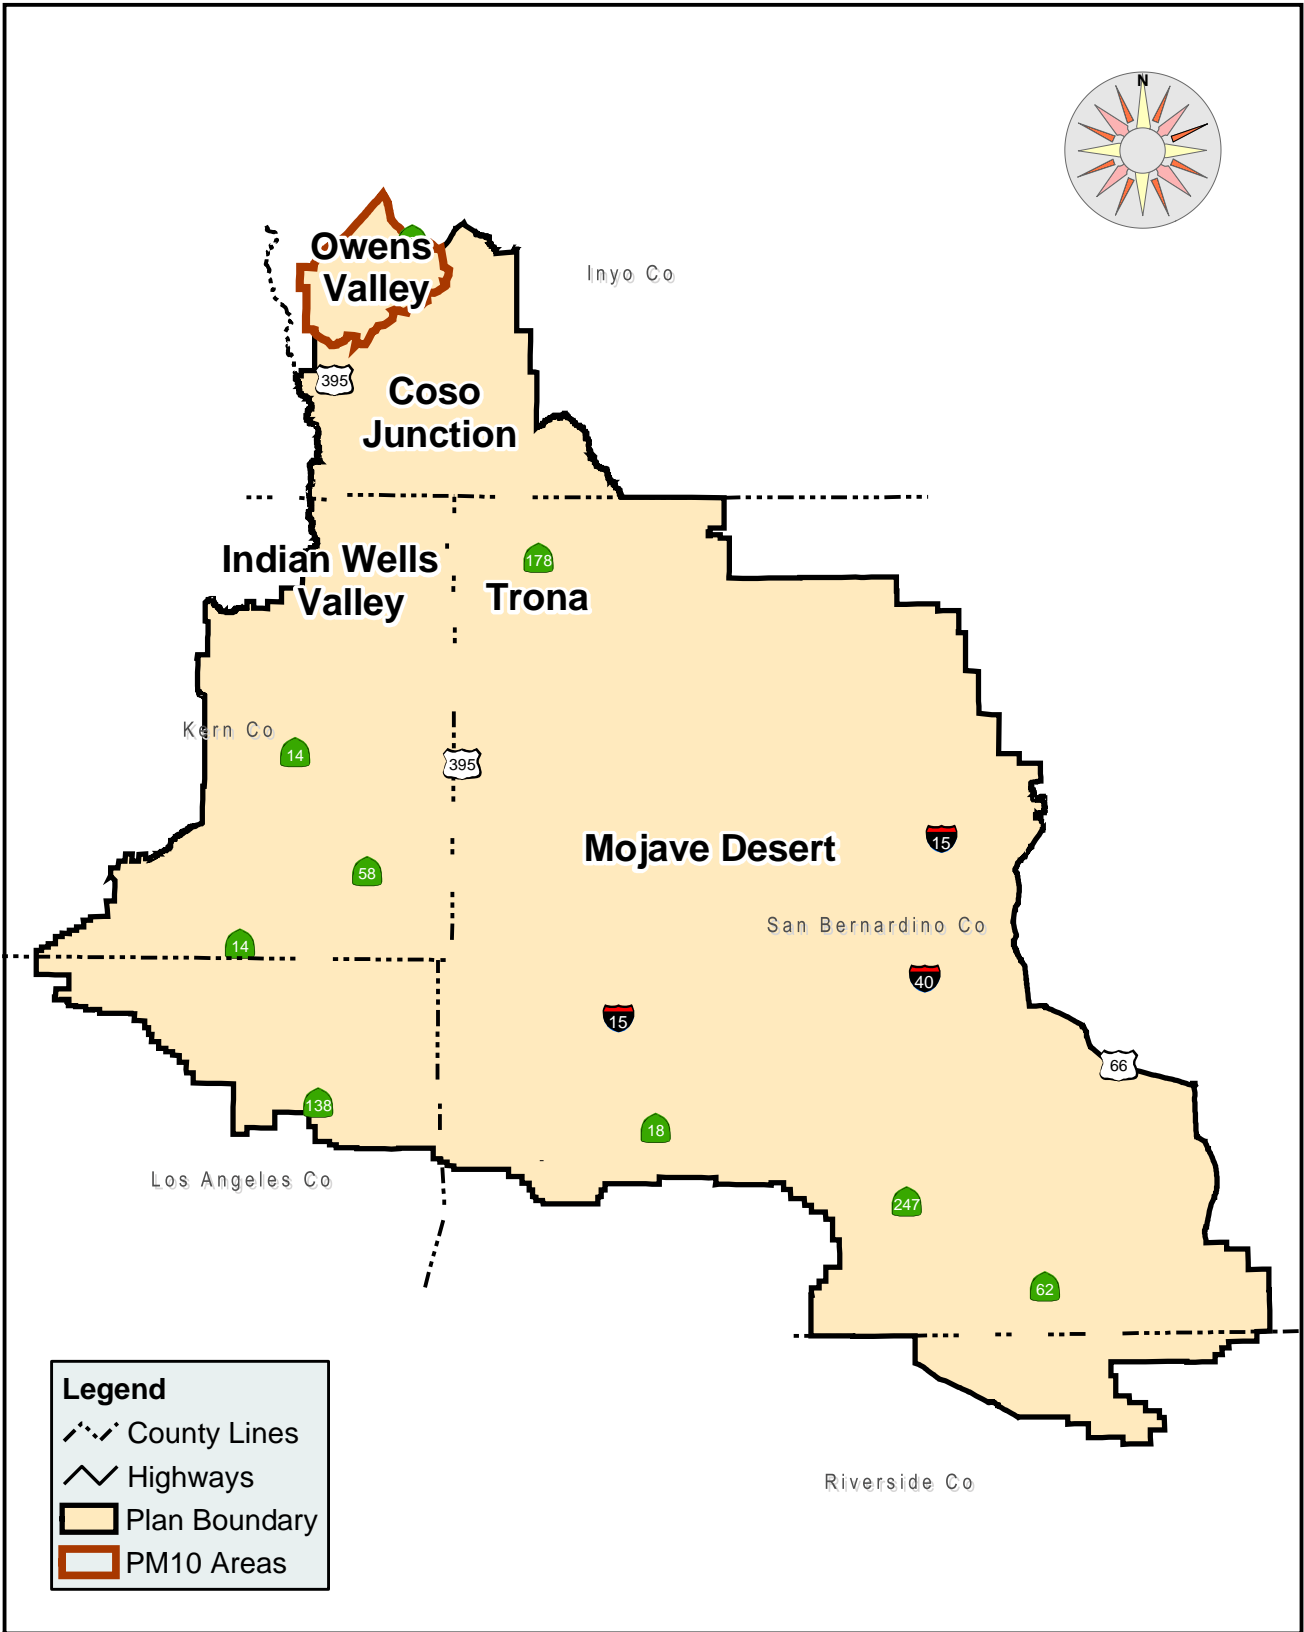 N
Owens
Valley
Inyo Co
395
Coso
Junction
Indian Wells
Valley
178
Trona
Kern Co
14
395
Mojave Desert
15
58
San Bernardino Co
14
40
15
66
138
18
Los Angeles Co
247
62
Legend
County Lines
Highways
Plan Boundary
PM10 Areas
Riverside Co